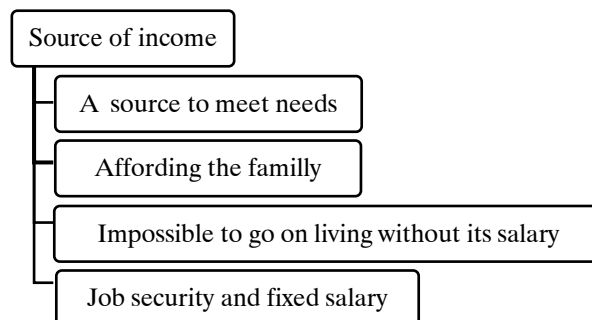 Source of income
A source to meet needs
Affording the familly
Impossible to go on living without its salary
Job security and fixed salary